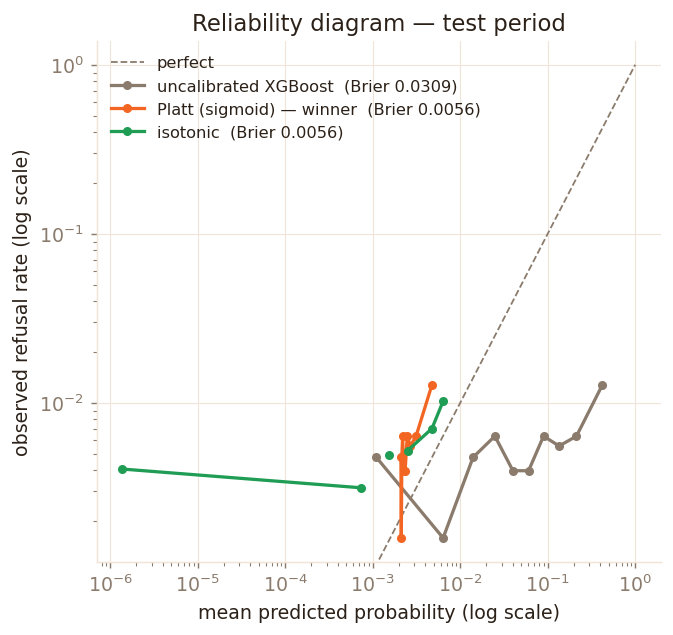 Reliability diagram — test period
perfect
uncalibrated XGBoost  (Brier 0.0309)
Platt (sigmoid) — winner  (Brier 0.0056)
isotonic  (Brier 0.0056)
observed refusal rate (log scale)
10⁰
10⁻¹
10⁻²
10⁻⁶ 10⁻⁵ 10⁻⁴ 10⁻³ 10⁻² 10⁻¹ 10⁰
mean predicted probability (log scale)